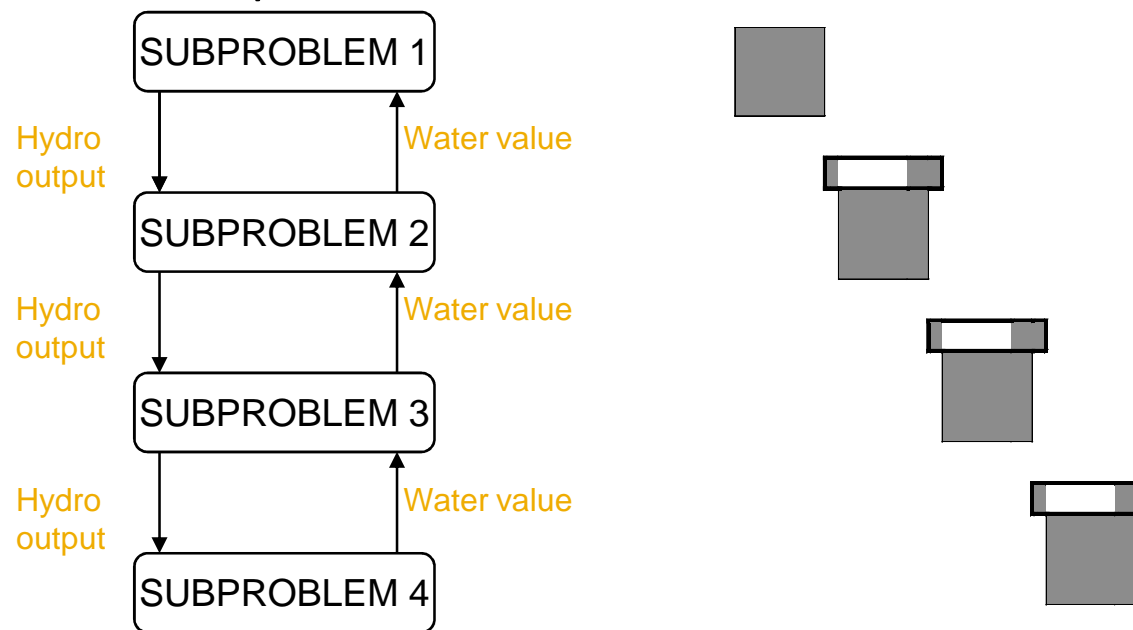 SUBPROBLEM 1
Hydro
output
Water value
SUBPROBLEM 2
Hydro
output
Water value
SUBPROBLEM 3
Hydro
output
Water value
SUBPROBLEM 4